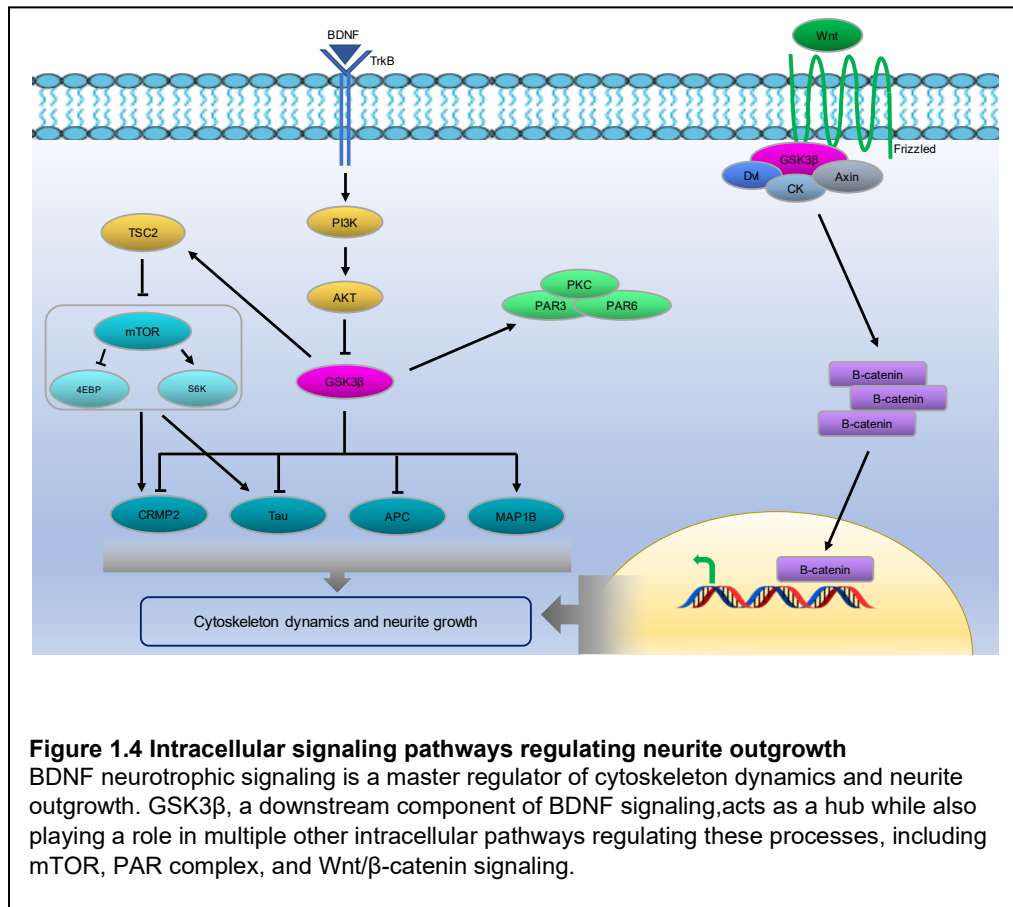 BDNF
TrkB
Wnt
Frizzled
GSK3β
Dvl
CK
Axin
TSC2
PI3K
AKT
PKC
PAR3
PAR6
mTOR
4EBP
S6K
GSK3β
B-catenin
B-catenin
B-catenin
CRMP2
Tau
APC
MAP1B
B-catenin
Cytoskeleton dynamics and neurite growth
Figure 1.4 Intracellular signaling pathways regulating neurite outgrowth
BDNF neurotrophic signaling is a master regulator of cytoskeleton dynamics and neurite
outgrowth. GSK3β, a downstream component of BDNF signaling,acts as a hub while also
playing a role in multiple other intracellular pathways regulating these processes, including
mTOR, PAR complex, and Wnt/β-catenin signaling.